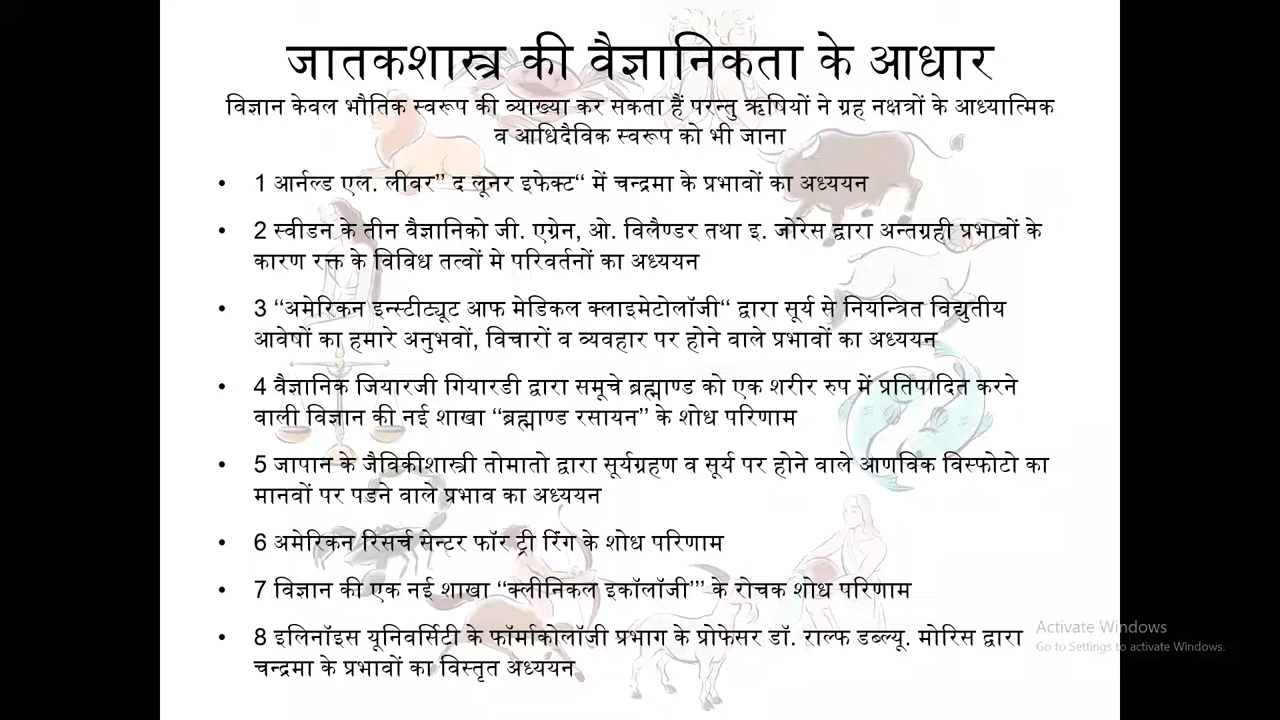 जातकशास्त्र की वैज्ञानिकता के आधार
विज्ञान केवल भौतिक स्वरूप की व्याख्या कर सकता हैं परन्तु ऋषियों ने ग्रह नक्षत्रों के आध्यात्मिक
व आधिदैविक स्वरूप को भी जाना
• 1 आर्नल्ड एल. लीवर” द लूनर इफेक्ट“ में चन्द्रमा के प्रभावों का अध्ययन
• 2 स्वीडन के तीन वैज्ञानिको जी. एग्रेन, ओ. विलैण्डर तथा इ. जोरेस द्वारा अन्तग्रही प्रभावों के
कारण रक्त के विविध तत्वों मे परिवर्तनों का अध्ययन
• 3 “अमेरिकन इन्स्टीट्यूट आफ मेडिकल क्लाइमेटोलॉजी“ द्वारा सूर्य से नियन्त्रित विद्युतीय
आवेषों का हमारे अनुभवों, विचारों व व्यवहार पर होने वाले प्रभावों का अध्ययन
• 4 वैज्ञानिक जियारजी गियारडी द्वारा समूचे ब्रह्माण्ड को एक शरीर रुप में प्रतिपादित करने
वाली विज्ञान की नई शाखा “ब्रह्माण्ड रसायन” के शोध परिणाम
• 5 जापान के जैविकीशास्त्री तोमातो द्वारा सूर्यग्रहण व सूर्य पर होने वाले आणविक विस्फोटो का
मानवों पर पडने वाले प्रभाव का अध्ययन
• 6 अमेरिकन रिसर्च सेन्टर फॉर ट्री रिंग के शोध परिणाम
• 7 विज्ञान की एक नई शाखा “क्लीनिकल इकॉलॉजी”’ के रोचक शोध परिणाम
• 8 इलिनॉइस यूनिवर्सिटी के फॉर्माकोलॉजी प्रभाग के प्रोफेसर डॉ. राल्फ डब्ल्यू. मोरिस द्वारा
चन्द्रमा के प्रभावों का विस्तृत अध्ययन
Activate Windows
Go to Settings to activate Windows.